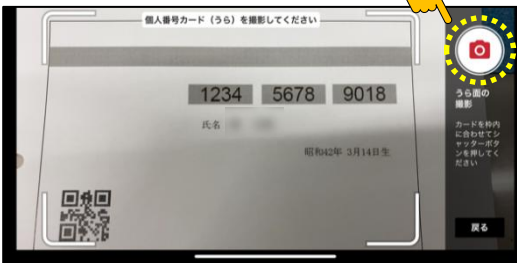 個人番号カード（うら）を撮影してください
1234 5678 9018
氏名
昭和42年 3月14日生
うら面の
撮影
カードを枠内
に合わせてシ
ャッターボタ
ンを押してく
ださい
戻る